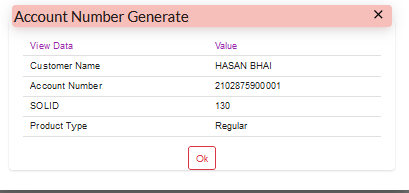 Account Number Generate ×
View Data Value
Customer Name HASAN BHAI
Account Number 2102875900001
SOLID 130
Product Type Regular
Ok